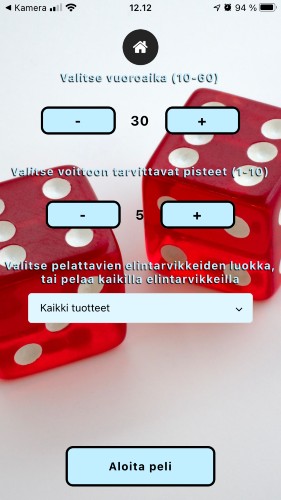 Kamera 12.12 94 %
Valitse vuoroaika (10-60)
- 30 +
Valitse voittoon tarvittavat pisteet (1-10)
- 5 +
Valitse pelattavien elintarvikkeiden luokka,
tai pelaa kaikilla elintarvikkeilla
Kaikki tuotteet
Aloita peli